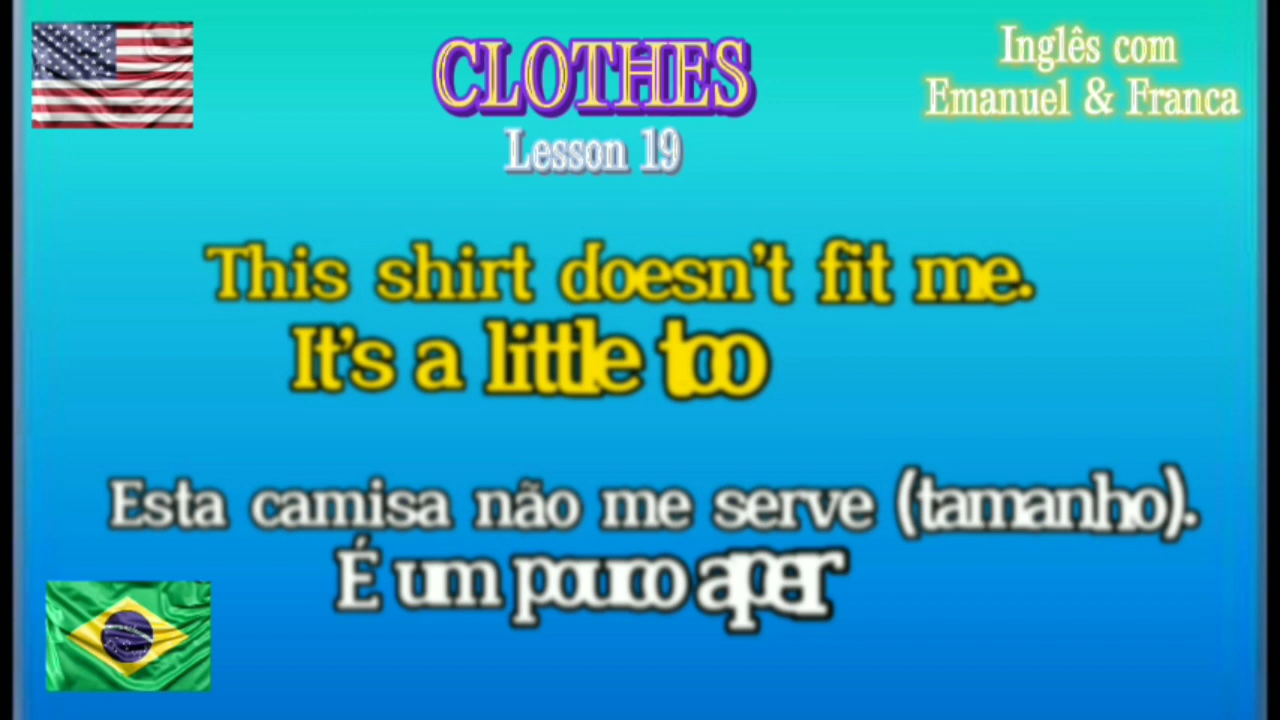 CLOTHES
Lesson 19
Inglês com
Emanuel & Franca
This shirt doesn't fit me.
It's a little too
Esta camisa não me serve (tamanho).
É um pouco aper